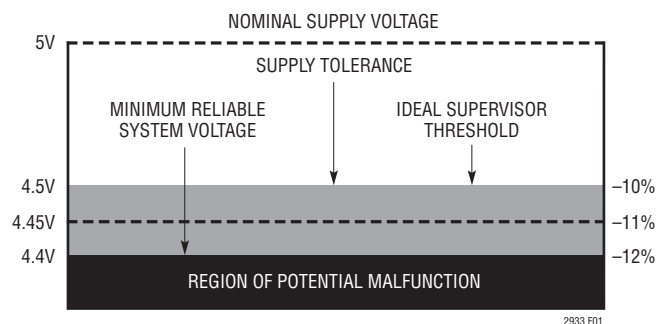 NOMINAL SUPPLY VOLTAGE
5V
SUPPLY TOLERANCE
MINIMUM RELIABLE
SYSTEM VOLTAGE
IDEAL SUPERVISOR
THRESHOLD
4.5V
–10%
4.45V
–11%
4.4V
–12%
REGION OF POTENTIAL MALFUNCTION
2933 F01